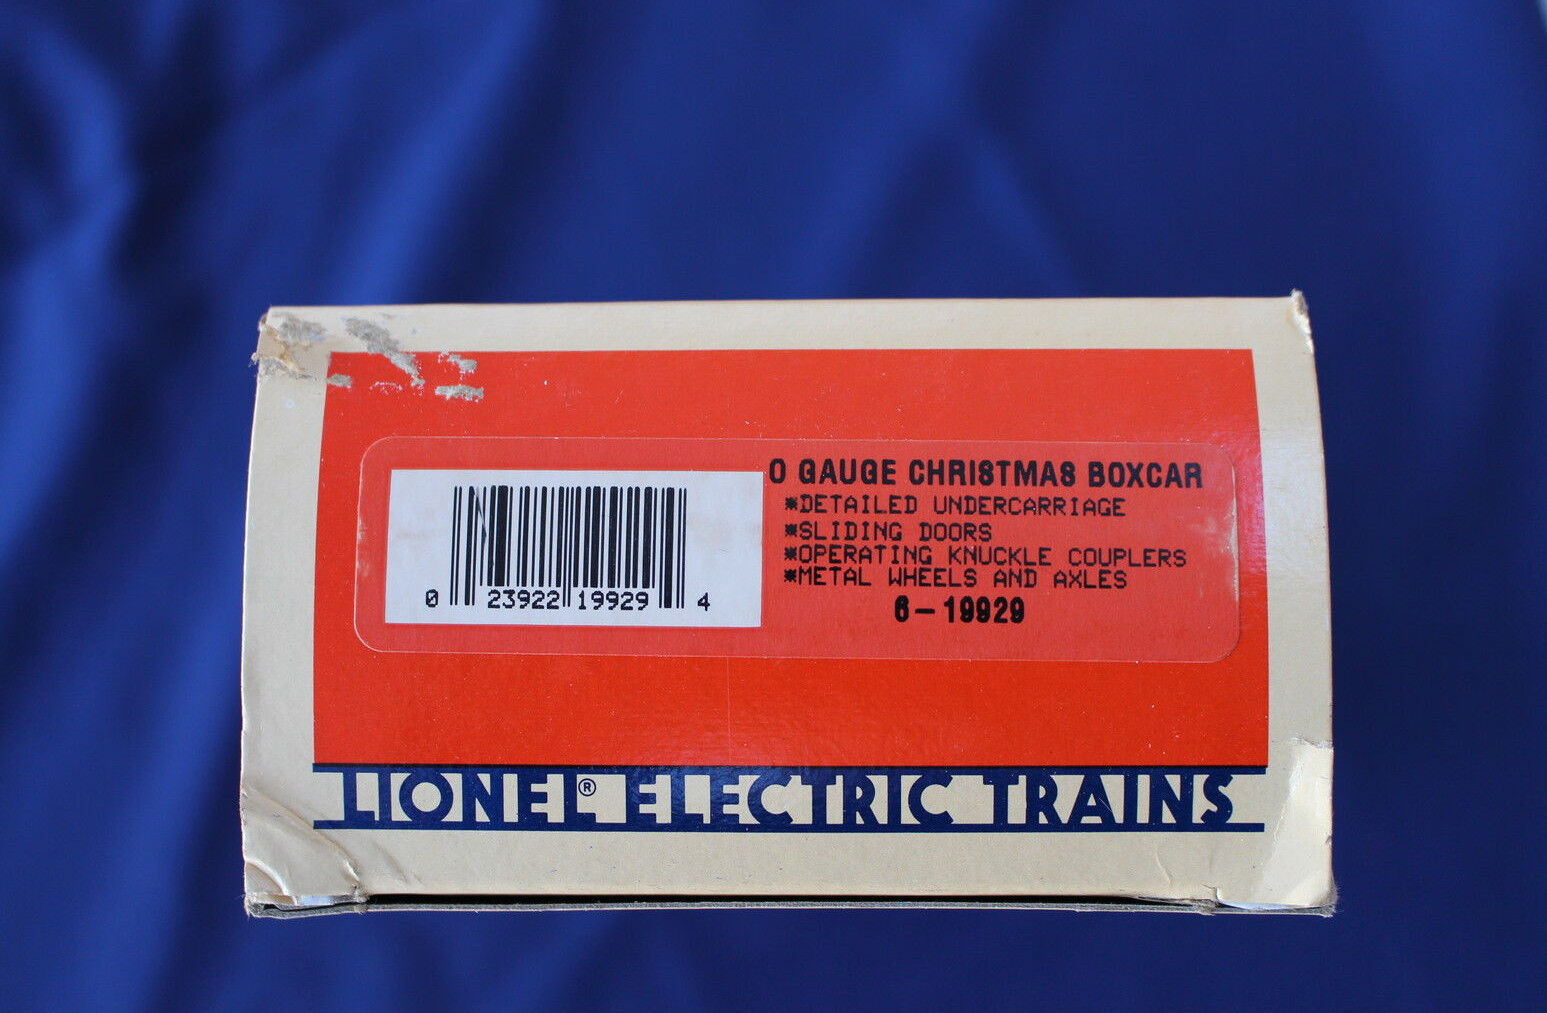 O GAUGE CHRISTMAS BOXCAR
*DETAILED UNDERCARRIAGE
*SLIDING DOORS
*OPERATING KNUCKLE COUPLERS
*METAL WHEELS AND AXLES
6-19929
0 23922 19929 4
LIONEL® ELECTRIC TRAINS